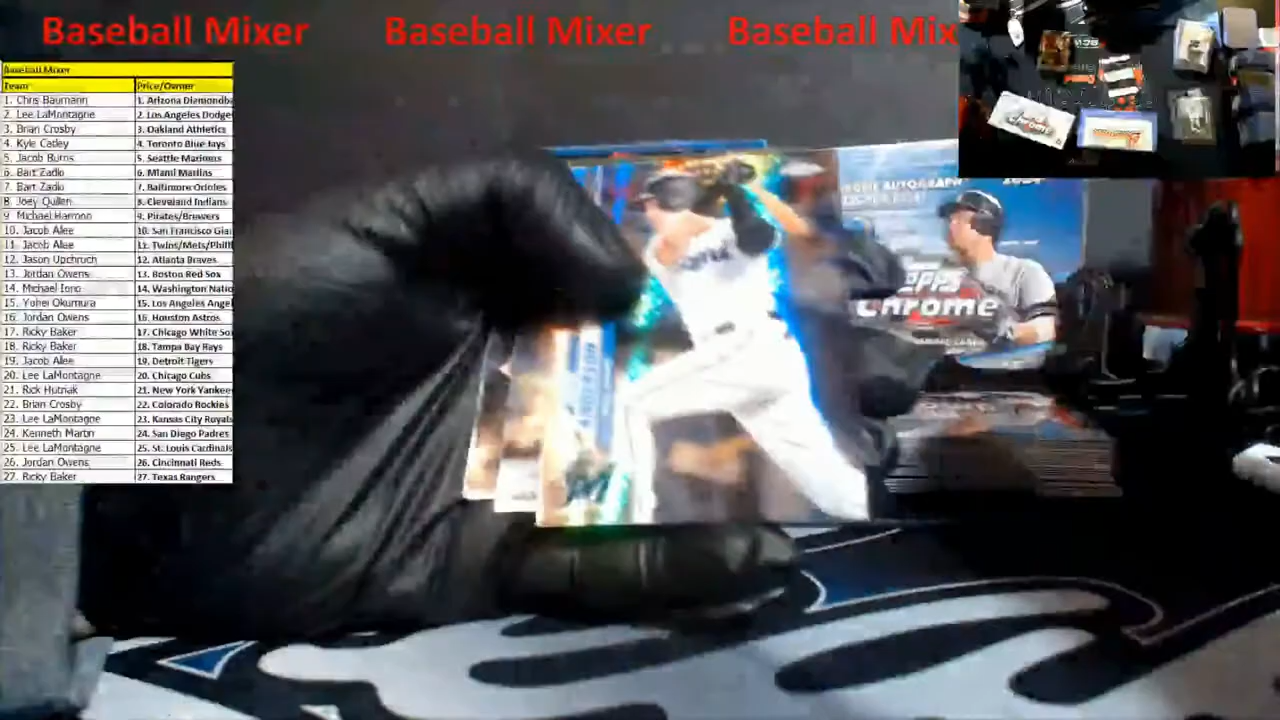 Baseball Mixer Baseball Mixer Baseball Mix
Baseball Mixer
Team Price/Owner
1. Chris Baumann 1. Arizona Diamondba
2. Lee LaMontagne 2. Los Angeles Dodge
3. Brian Crosby 3. Oakland Athletics
4. Kyle Catley 4. Toronto Blue Jays
5. Jacob Burns 5. Seattle Mariners
6. Bart Zadlo 6. Miami Marlins
7. Bart Zadlo 7. Baltimore Orioles
8. Joey Quillen 8. Cleveland Indians
9. Michael Harmon 9. Pirates/Brewers
10. Jacob Alee 10. San Francisco Gia
11. Jacob Alee 11. Twins/Mets/Phill
12. Jason Upchruch 12. Atlanta Braves
13. Jordan Owens 13. Boston Red Sox
14. Michael Iorio 14. Washington Natio
15. Yohei Okumura 15. Los Angeles Angel
16. Jordan Owens 16. Houston Astros
17. Ricky Baker 17. Chicago White So
18. Ricky Baker 18. Tampa Bay Rays
19. Jacob Alee 19. Detroit Tigers
20. Lee LaMontagne 20. Chicago Cubs
21. Rick Hutnak 21. New York Yankee
22. Brian Crosby 22. Colorado Rockies
23. Lee LaMontagne 23. Kansas City Royals
24. Kenneth Martin 24. San Diego Padres
25. Lee LaMontagne 25. St. Louis Cardinals
26. Jordan Owens 26. Cincinnati Reds
27. Ricky Baker 27. Texas Rangers
Topps
Chrome
Chrome